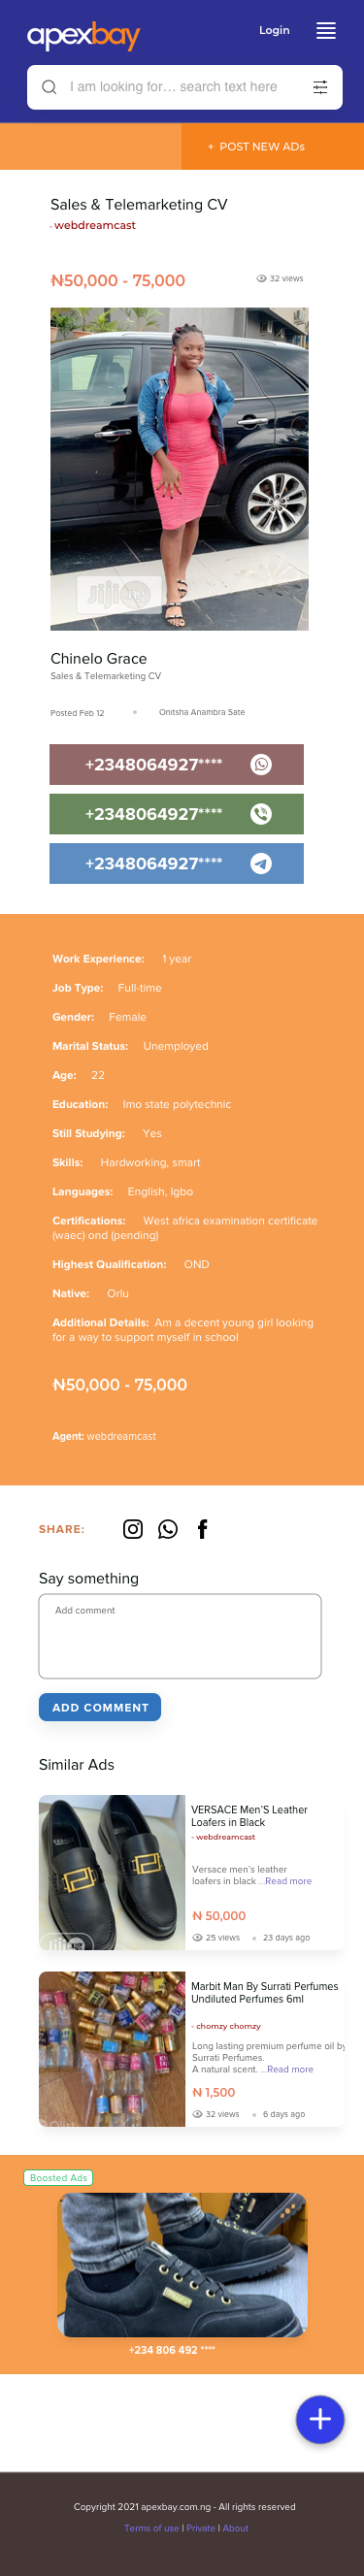 apexbay
Login
I am looking for... search text here
+ POST NEW ADs
Sales & Telemarketing CV
- webdreamcast
₦50,000 - 75,000
32 views
Jiji NG
Chinelo Grace
Sales & Telemarketing CV
Posted Feb 12
Onitsha Anambra Sate
+2348064927****
+2348064927****
+2348064927****
Work Experience: 1 year
Job Type: Full-time
Gender: Female
Marital Status: Unemployed
Age: 22
Education: Imo state polytechnic
Still Studying: Yes
Skills: Hardworking, smart
Languages: English, Igbo
Certifications: West africa examination certificate
(waec) ond (pending)
Highest Qualification: OND
Native: Orlu
Additional Details: Am a decent young girl looking
for a way to support myself in school
₦50,000 - 75,000
Agent: webdreamcast
SHARE:
Say something
Add comment
ADD COMMENT
Similar Ads
VERSACE Men'S Leather
Loafers in Black
- webdreamcast
Versace men's leather
loafers in black ...Read more
₦ 50,000
25 views
23 days ago
Marbit Man By Surrati Perfumes
Undiluted Perfumes 6ml
- chomzy chomzy
Long lasting premium perfume oil by
Surrati Perfumes.
A natural scent. ...Read more
₦ 1,500
32 views
6 days ago
Boosted Ads
+234 806 492 ****
Copyright 2021 apexbay.com.ng - All rights reserved
Terms of use | Private | About